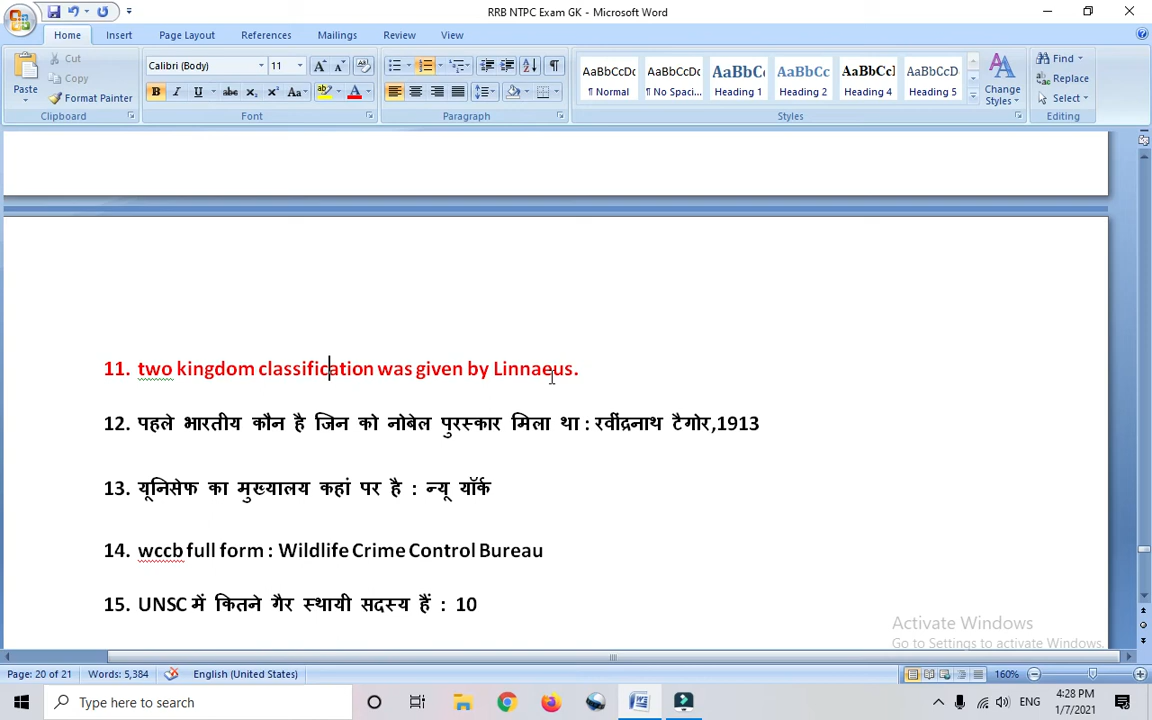 RRB NTPC Exam GK - Microsoft Word
Home Insert Page Layout References Mailings Review View
Paste
Cut
Copy
Format Painter
Clipboard
Calibri (Body) 11
Font
Paragraph
AaBbCcDc AaBbCcDc AaBbCc AaBbCc AaBbCcI AaBbCcDc
¶ Normal ¶ No Spaci... Heading 1 Heading 2 Heading 4 Heading 5
Change Styles
Styles
Find
Replace
Select
Editing
11. two kingdom classification was given by Linnaeus.
12. पहले भारतीय कौन है जिन को नोबेल पुरस्कार मिला था : रवींद्रनाथ टैगोर,1913
13. यूनिसेफ का मुख्यालय कहां पर है : न्यू यॉर्क
14. wccb full form : Wildlife Crime Control Bureau
15. UNSC में कितने गैर स्थायी सदस्य हैं : 10
Activate Windows
Go to Settings to activate Windows.
Page: 20 of 21 Words: 5,384 English (United States) 160%
Type here to search
ENG
4:28 PM
1/7/2021